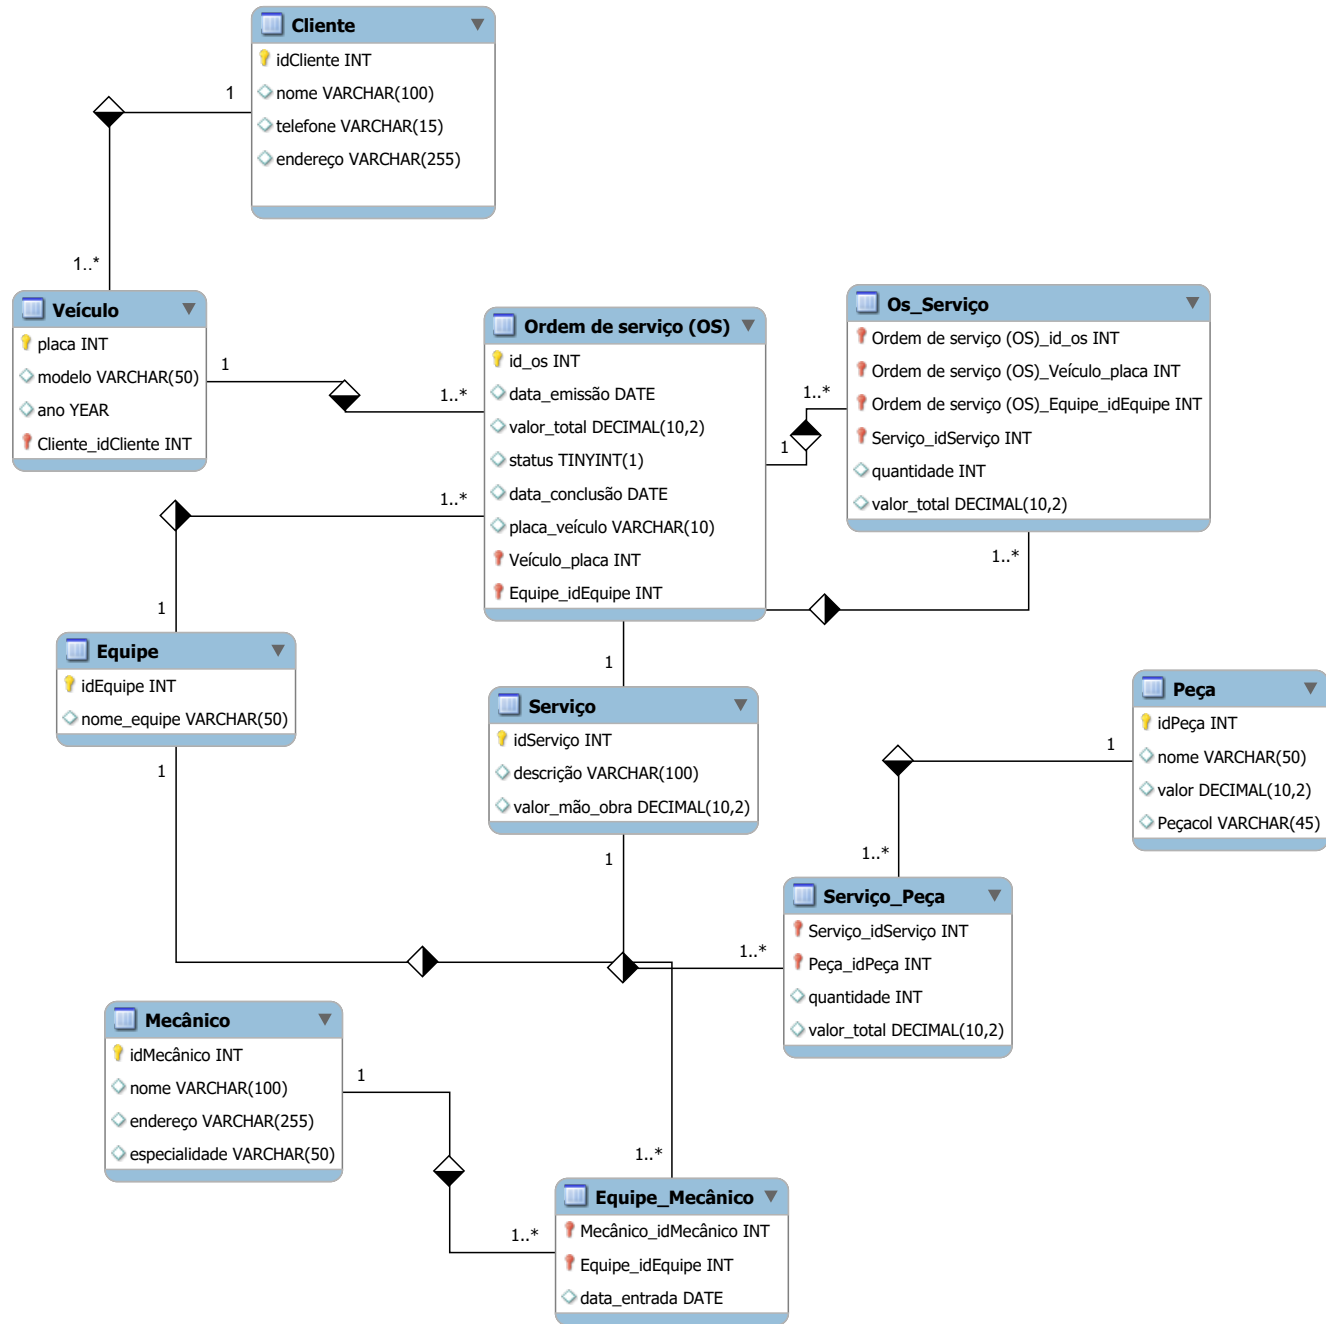 Cliente
idCliente INT
nome VARCHAR(100)
telefone VARCHAR(15)
endereço VARCHAR(255)
1
1..*
Veículo
placa INT
modelo VARCHAR(50)
ano YEAR
Cliente_idCliente INT
1
1..*
Ordem de serviço (OS)
id_os INT
data_emissão DATE
valor_total DECIMAL(10,2)
status TINYINT(1)
data_conclusão DATE
placa_veículo VARCHAR(10)
Veículo_placa INT
Equipe_idEquipe INT
1..*
1
1..*
1
Os_Serviço
Ordem de serviço (OS)_id_os INT
Ordem de serviço (OS)_Veículo_placa INT
Ordem de serviço (OS)_Equipe_idEquipe INT
Serviço_idServiço INT
quantidade INT
valor_total DECIMAL(10,2)
1..*
1
Equipe
idEquipe INT
nome_equipe VARCHAR(50)
1
Serviço
idServiço INT
descrição VARCHAR(100)
valor_mão_obra DECIMAL(10,2)
1
Peça
idPeça INT
nome VARCHAR(50)
valor DECIMAL(10,2)
Peçacol VARCHAR(45)
1
1..*
Serviço_Peça
Serviço_idServiço INT
Peça_idPeça INT
quantidade INT
valor_total DECIMAL(10,2)
1..*
Mecânico
idMecânico INT
nome VARCHAR(100)
endereço VARCHAR(255)
especialidade VARCHAR(50)
1
1..*
1..*
Equipe_Mecânico
Mecânico_idMecânico INT
Equipe_idEquipe INT
data_entrada DATE